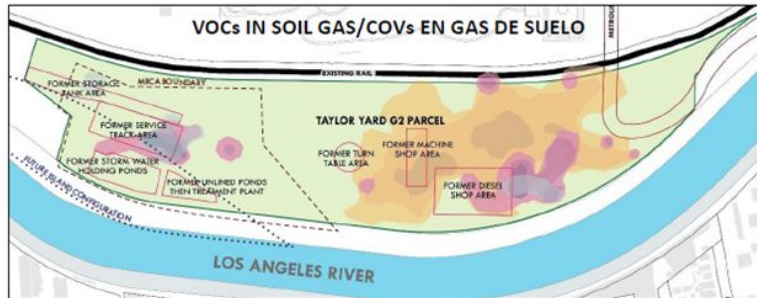 VOCs IN SOIL GAS/COVs EN GAS DE SUELO
METROLINK
EXISTING RAIL
MRCA BOUNDARY
FORMER STORAGE
TANK AREA
TAYLOR YARD G2 PARCEL
FORMER SERVICE
TRACK AREA
FORMER MACHINE
SHOP AREA
FORMER TURN
TABLE AREA
FORMER STORM WATER
HOLDING PONDS
FORMER UNLINED PONDS
THEN TREATMENT PLANT
FORMER DIESEL
SHOP AREA
FUTURE ISLAND CONFIGURATION
LOS ANGELES RIVER